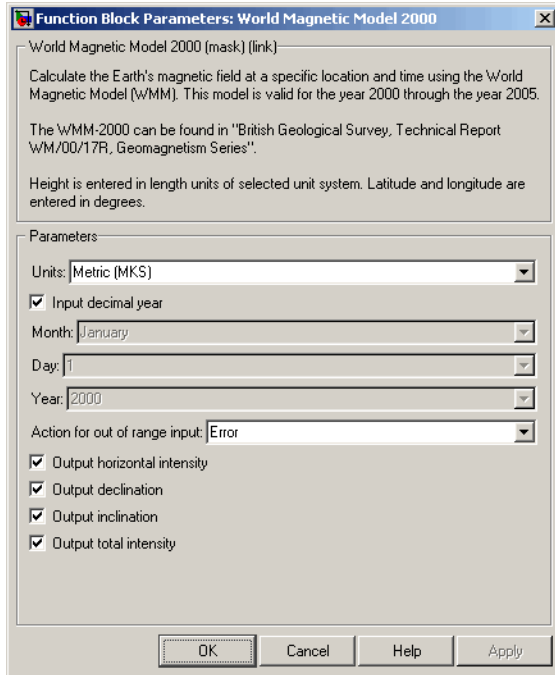 Function Block Parameters: World Magnetic Model 2000
World Magnetic Model 2000 (mask) (link)
Calculate the Earth's magnetic field at a specific location and time using the World
Magnetic Model (WMM). This model is valid for the year 2000 through the year 2005.
The WMM-2000 can be found in "British Geological Survey, Technical Report
WM/00/17R, Geomagnetism Series".
Height is entered in length units of selected unit system. Latitude and longitude are
entered in degrees.
Parameters
Units: Metric (MKS)
Input decimal year
Month: January
Day: 1
Year: 2000
Action for out of range input: Error
Output horizontal intensity
Output declination
Output inclination
Output total intensity
OK Cancel Help Apply